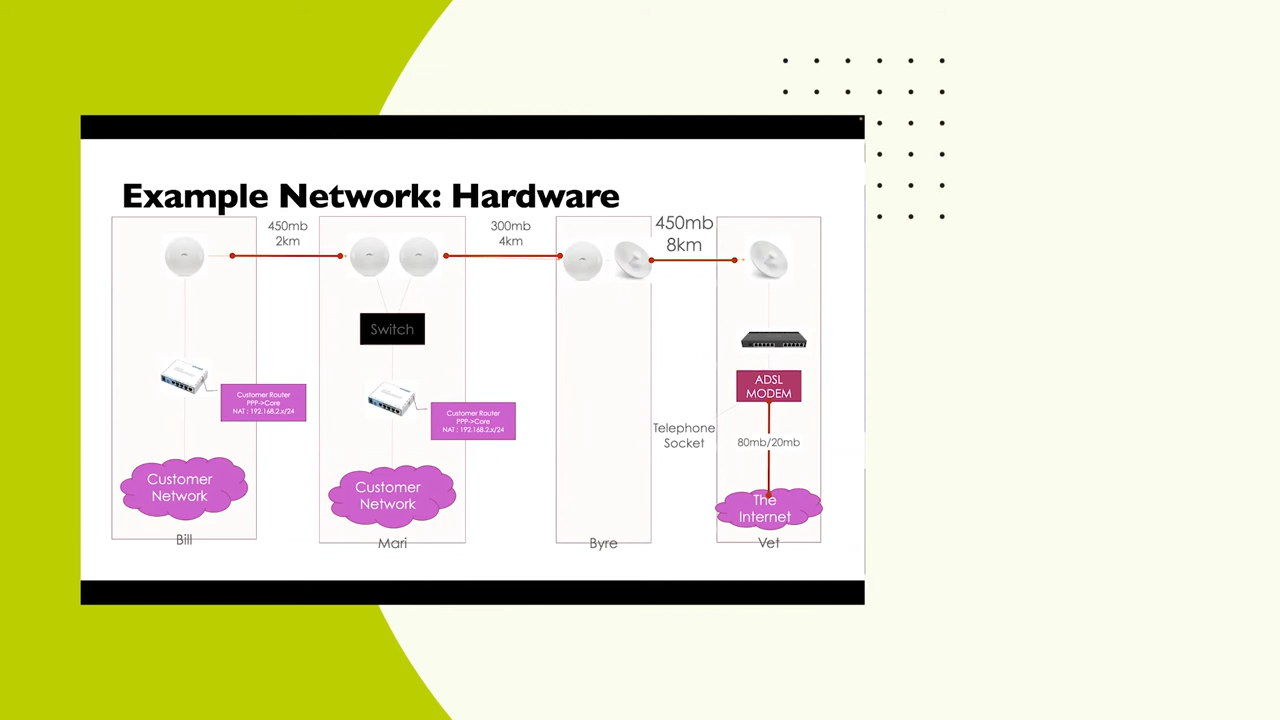 Example Network: Hardware
450mb
2km
300mb
4km
450mb
8km
Switch
Customer Router
PPP->Core
NAT : 192.168.2.x/24
Customer Router
PPP->Core
NAT : 192.168.2.x/24
ADSL
MODEM
Telephone
Socket
80mb/20mb
Customer
Network
Customer
Network
The
Internet
Bill
Mari
Byre
Vet